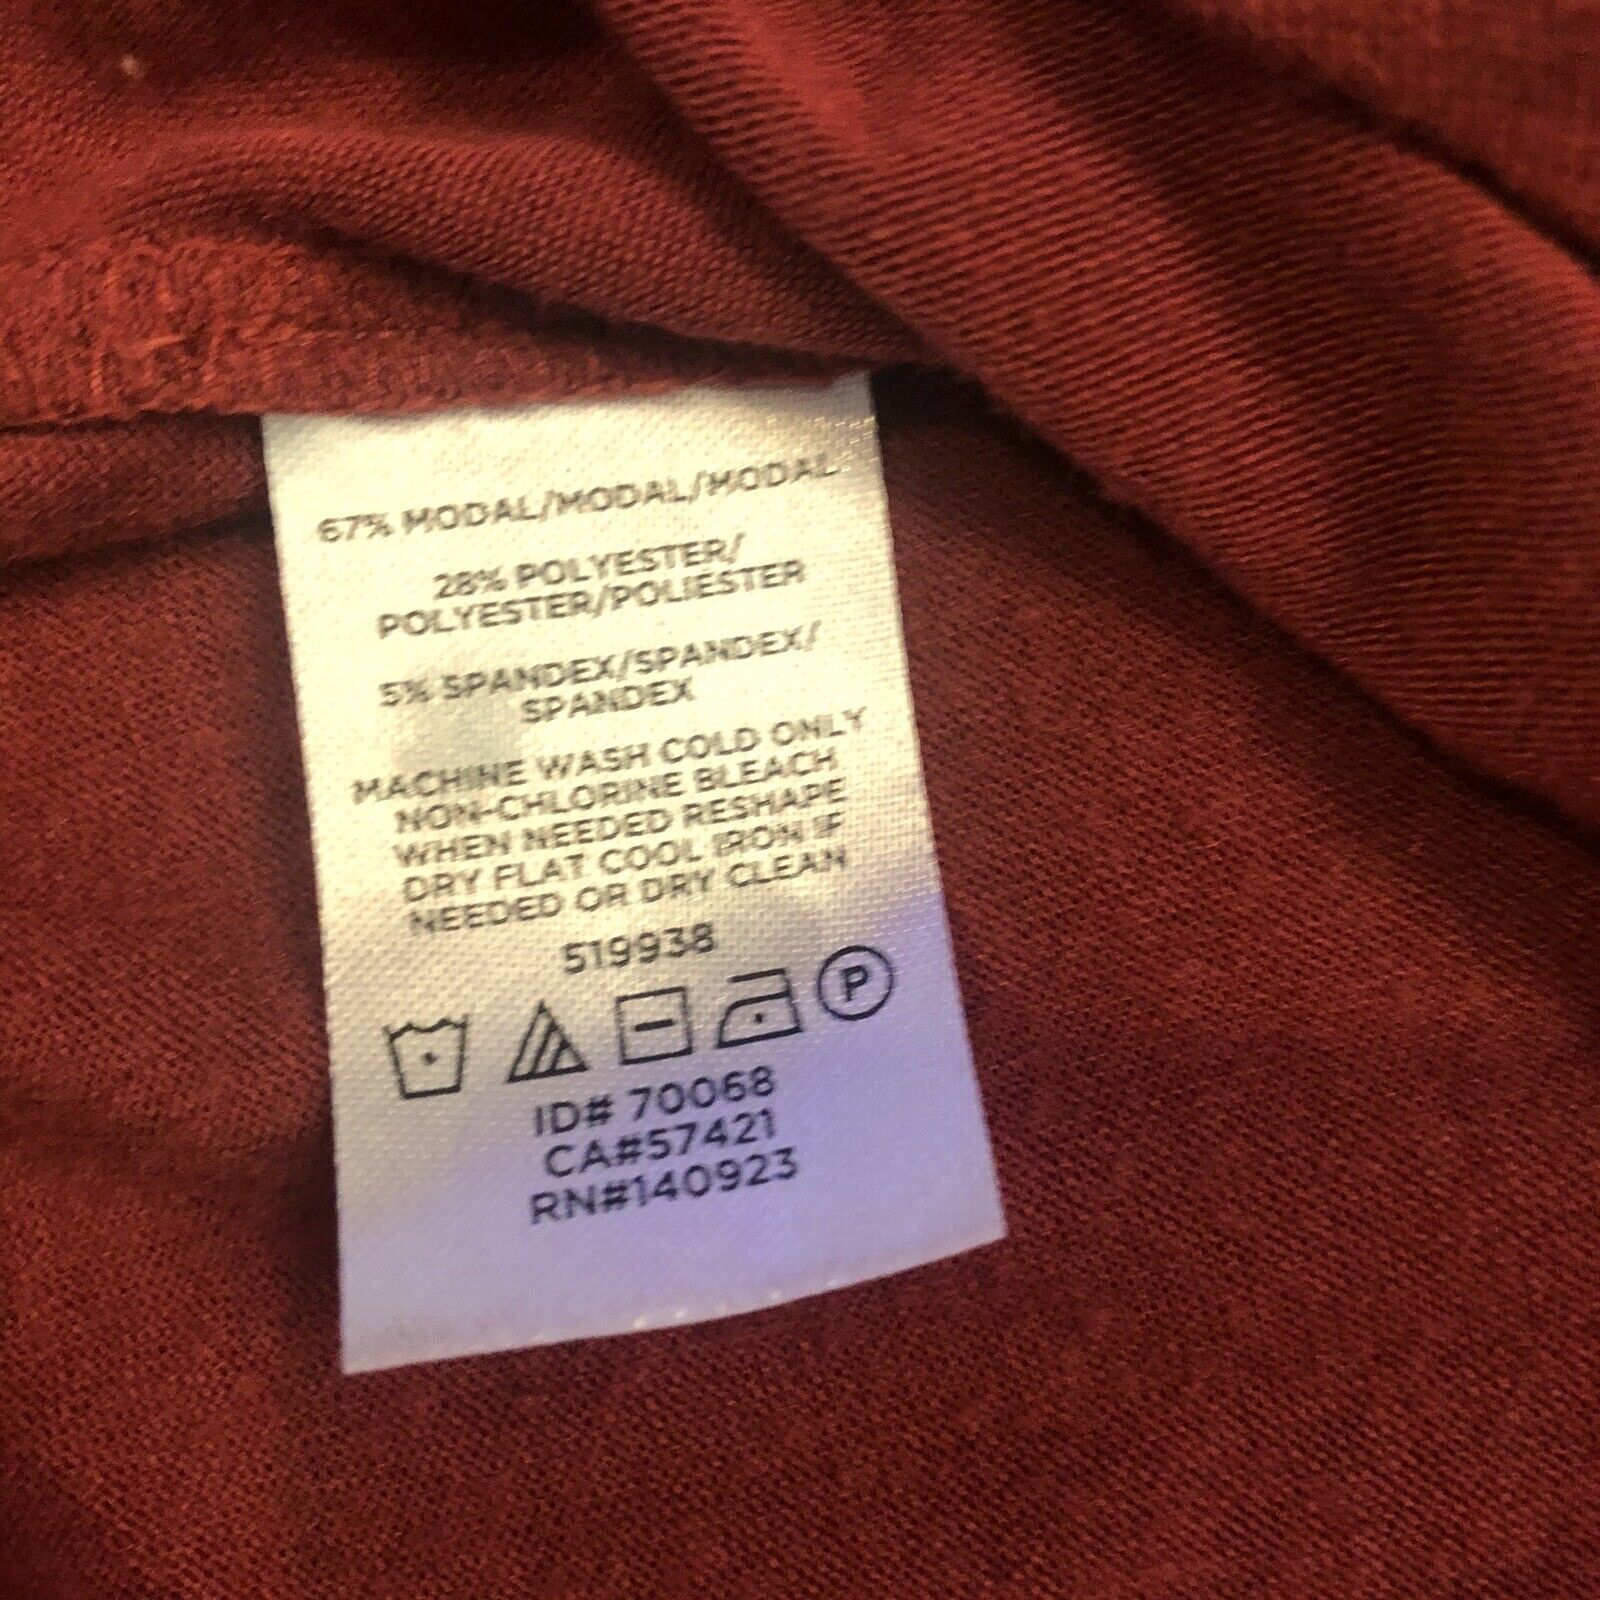 67% MODAL/MODAL/MODAL
28% POLYESTER/
POLYESTER/POLIESTER
5% SPANDEX/SPANDEX/
SPANDEX
MACHINE WASH COLD ONLY
NON-CHLORINE BLEACH
WHEN NEEDED RESHAPE
DRY FLAT COOL IRON IF
NEEDED OR DRY CLEAN
519938
P
ID# 70068
CA#57421
RN#140923